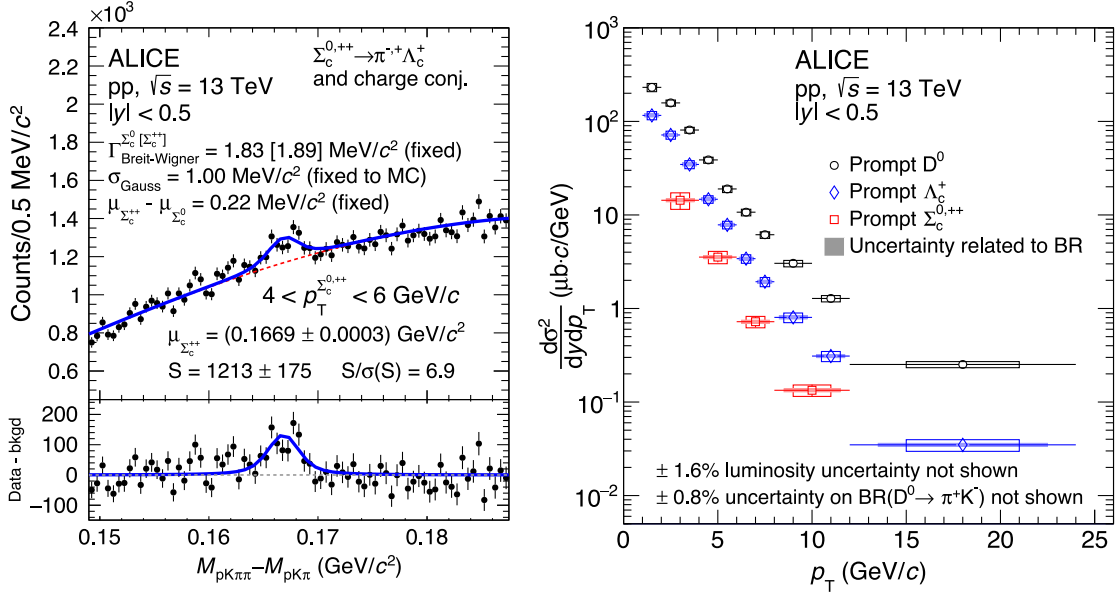 ×10³
2.4
2.2
2.0
1.8
1.6
1.4
1.2
1.0
0.8
0.6
Counts/0.5 MeV/c²
ALICE
pp, √s = 13 TeV
|y| < 0.5
Σc⁰,⁺⁺→π⁻,⁺Λc⁺
and charge conj.
Γ Σc⁰ [Σc⁺⁺] Breit-Wigner = 1.83 [1.89] MeV/c² (fixed)
σGauss = 1.00 MeV/c² (fixed to MC)
μΣc⁺⁺ - μΣc⁰ = 0.22 MeV/c² (fixed)
4 < pT Σc⁰,⁺⁺ < 6 GeV/c
μΣc⁺⁺ = (0.1669 ± 0.0003) GeV/c²
S = 1213 ± 175 S/σ(S) = 6.9
Data - bkgd
200
100
0
−100
0.15 0.16 0.17 0.18
MpKππ−MpKπ (GeV/c²)
dσ²/dydpT (μb·c/GeV)
10³
10²
10
1
10⁻¹
10⁻²
ALICE
pp, √s = 13 TeV
|y| < 0.5
Prompt D⁰
Prompt Λc⁺
Prompt Σc⁰,⁺⁺
Uncertainty related to BR
± 1.6% luminosity uncertainty not shown
± 0.8% uncertainty on BR(D⁰→ π⁺K⁻) not shown
0 5 10 15 20 25
pT (GeV/c)